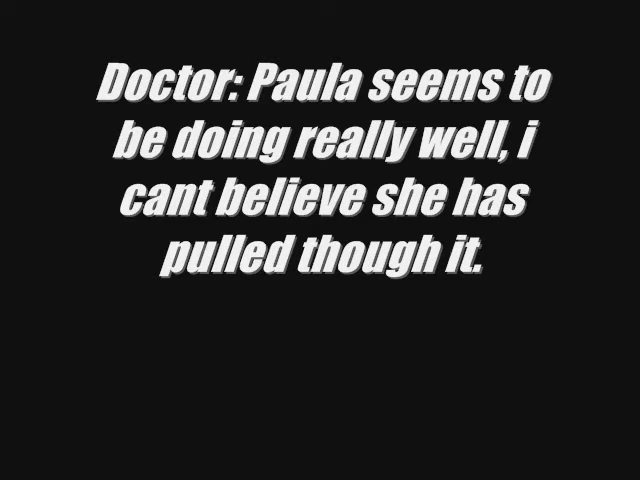 Doctor: Paula seems to
be doing really well, i
cant believe she has
pulled though it.